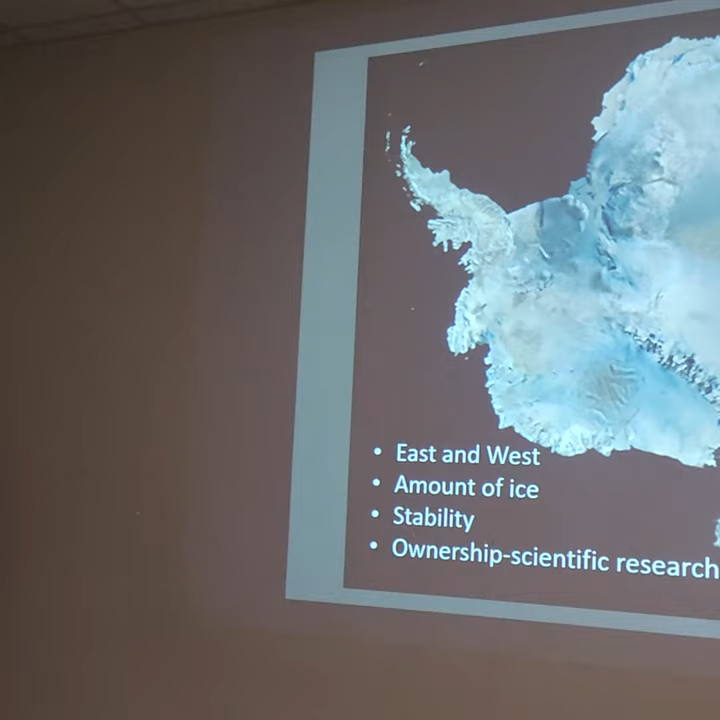 • East and West
• Amount of ice
• Stability
• Ownership-scientific research